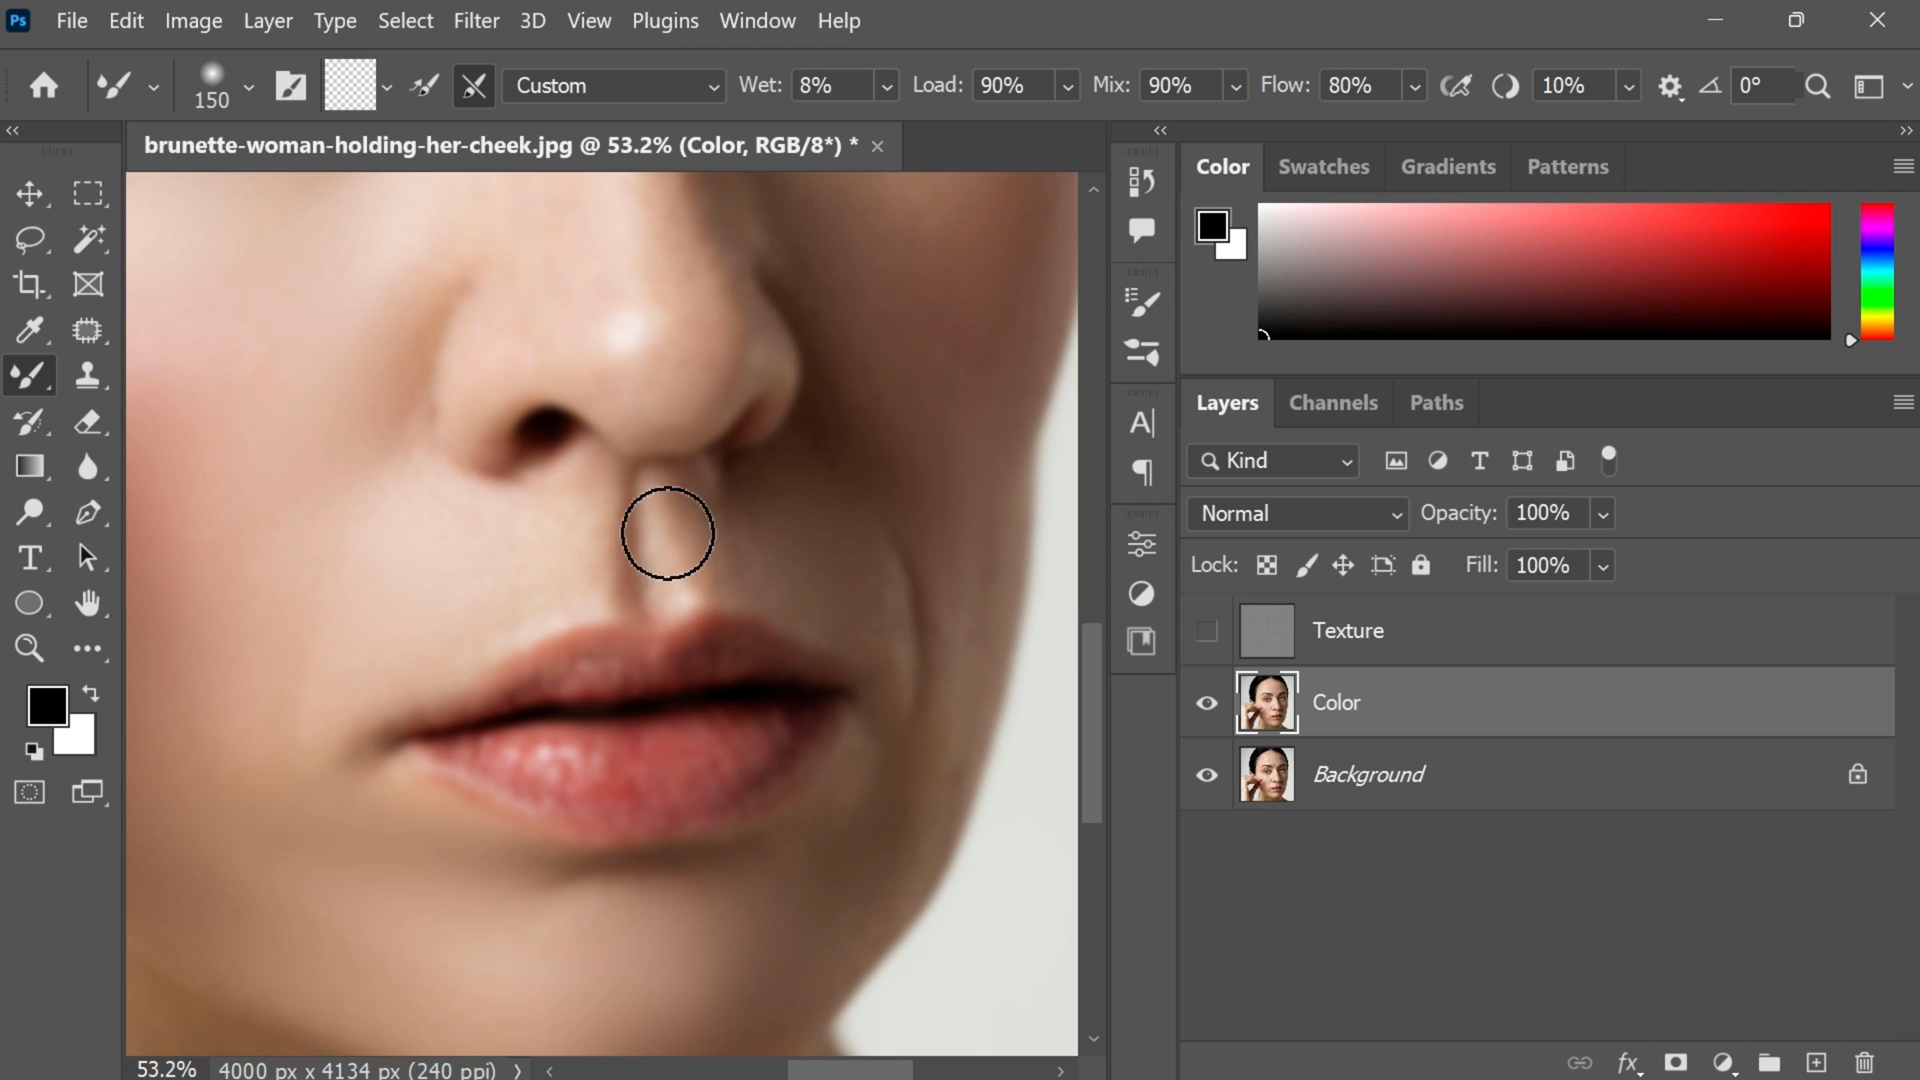 Ps File Edit Image Layer Type Select Filter 3D View Plugins Window Help
150 Custom Wet: 8% Load: 90% Mix: 90% Flow: 80% 10% 0°
brunette-woman-holding-her-cheek.jpg @ 53.2% (Color, RGB/8*) *
Color Swatches Gradients Patterns
Layers Channels Paths
Kind
Normal Opacity: 100%
Lock: Fill: 100%
Texture
Color
Background
53.2% 4000 px x 4134 px (240 ppi)